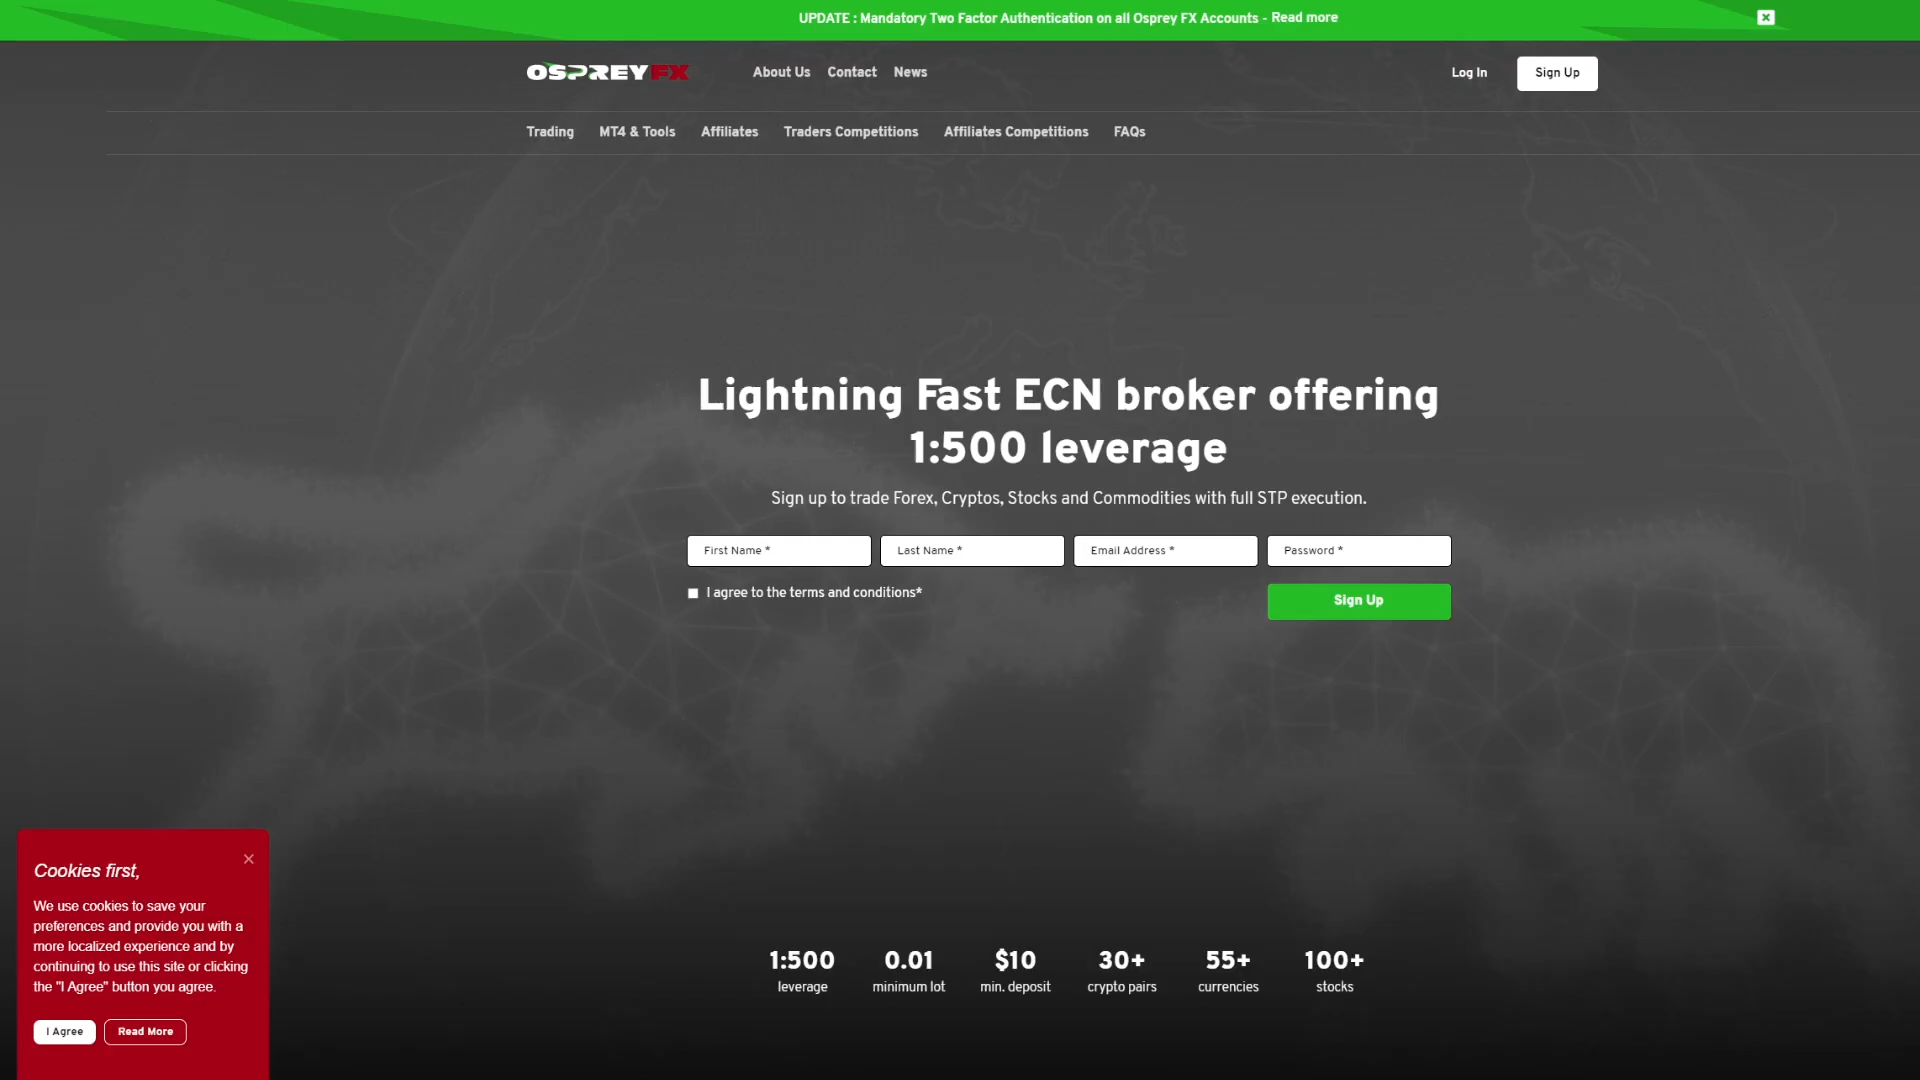 UPDATE : Mandatory Two Factor Authentication on all Osprey FX Accounts - Read more
OSPREYFX
About Us
Contact
News
Log In
Sign Up
Trading
MT4 & Tools
Affiliates
Traders Competitions
Affiliates Competitions
FAQs
Lightning Fast ECN broker offering
1:500 leverage
Sign up to trade Forex, Cryptos, Stocks and Commodities with full STP execution.
First Name *
Last Name *
Email Address *
Password *
I agree to the terms and conditions*
Sign Up
Cookies first,
We use cookies to save your
preferences and provide you with a
more localized experience and by
continuing to use this site or clicking
the "I Agree" button you agree.
I Agree
Read More
1:500
leverage
0.01
minimum lot
$10
min. deposit
30+
crypto pairs
55+
currencies
100+
stocks